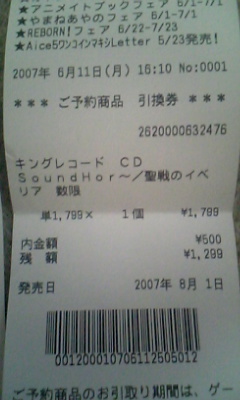 ★アニメイトブックフェア 6/1-7/1
★やまねあやのフェア 6/1-7/1
★REBORN!フェア 6/22-7/23
★Aice5ワンコインマキシLetter 5/23発売!
2007年 6月11日(月) 16:10 No:0001
*** ご予約商品 引換券 ***
2620000632476
キングレコード CD
SoundHor～/聖戦のイベ
リア 数限
単1,799× 1個 ¥1,799
内金額 ¥500
残 額 ¥1,299
発売日 2007年 8月 1日
00120001070611250501​2
ご予約商品のお引取り期間は、ゲー